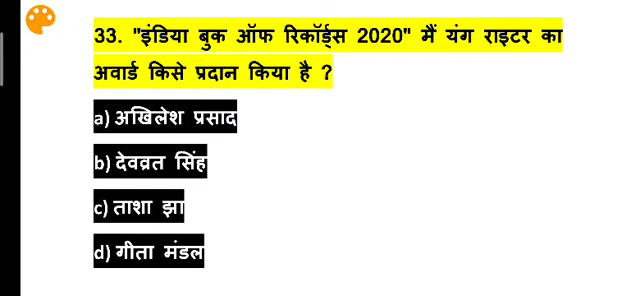 33. "इंडिया बुक ऑफ रिकॉर्ड्स 2020" मैं यंग राइटर का
अवार्ड किसे प्रदान किया है ?
a) अखिलेश प्रसाद
b) देवव्रत सिंह
c) ताशा झा
d) गीता मंडल